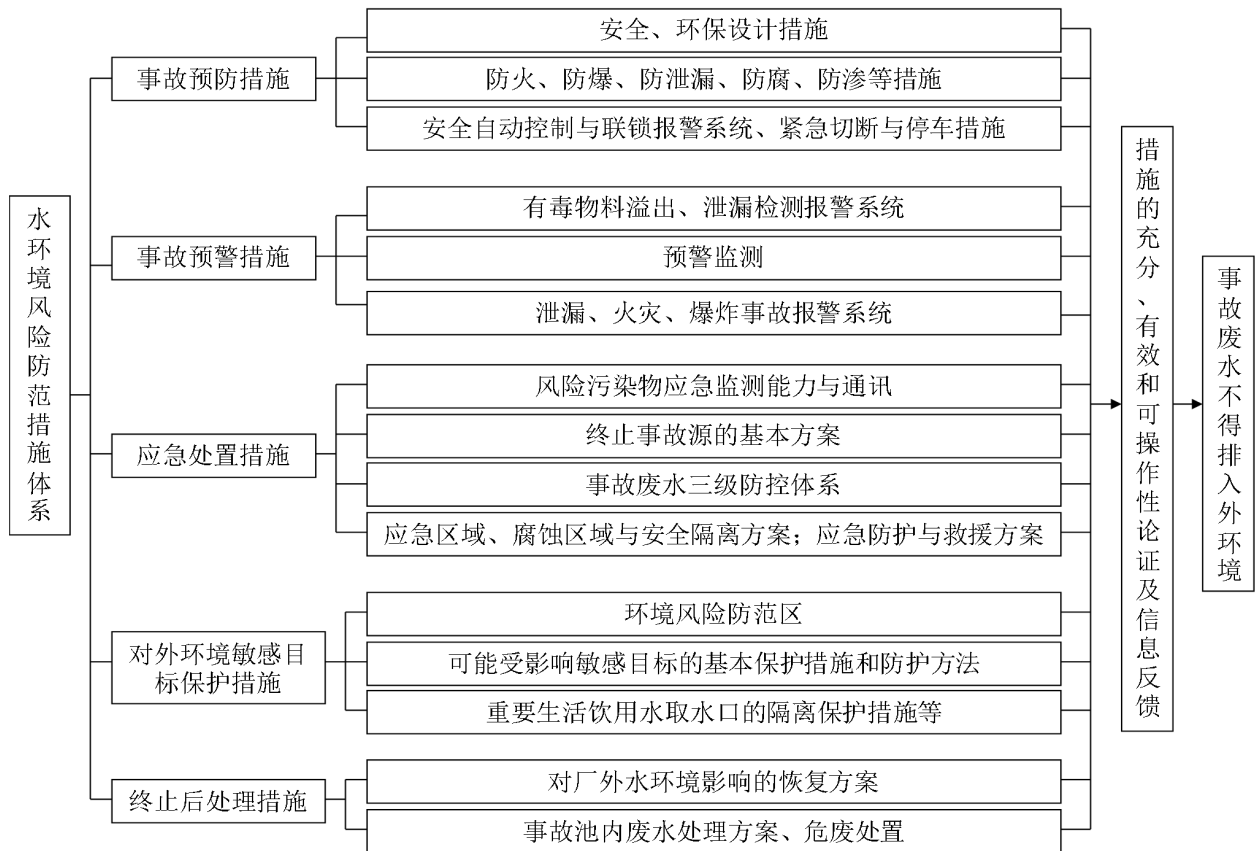 水环境风险防范措施体系
事故预防措施
安全、环保设计措施
防火、防爆、防泄漏、防腐、防渗等措施
安全自动控制与联锁报警系统、紧急切断与停车措施
事故预警措施
有毒物料溢出、泄漏检测报警系统
预警监测
泄漏、火灾、爆炸事故报警系统
应急处置措施
风险污染物应急监测能力与通讯
终止事故源的基本方案
事故废水三级防控体系
应急区域、腐蚀区域与安全隔离方案；应急防护与救援方案
对外环境敏感目
标保护措施
环境风险防范区
可能受影响敏感目标的基本保护措施和防护方法
重要生活饮用水取水口的隔离保护措施等
终止后处理措施
对厂外水环境影响的恢复方案
事故池内废水处理方案、危废处置
措施的充分、有效和可操作性论证及信息反馈
事故废水不得排入外环境